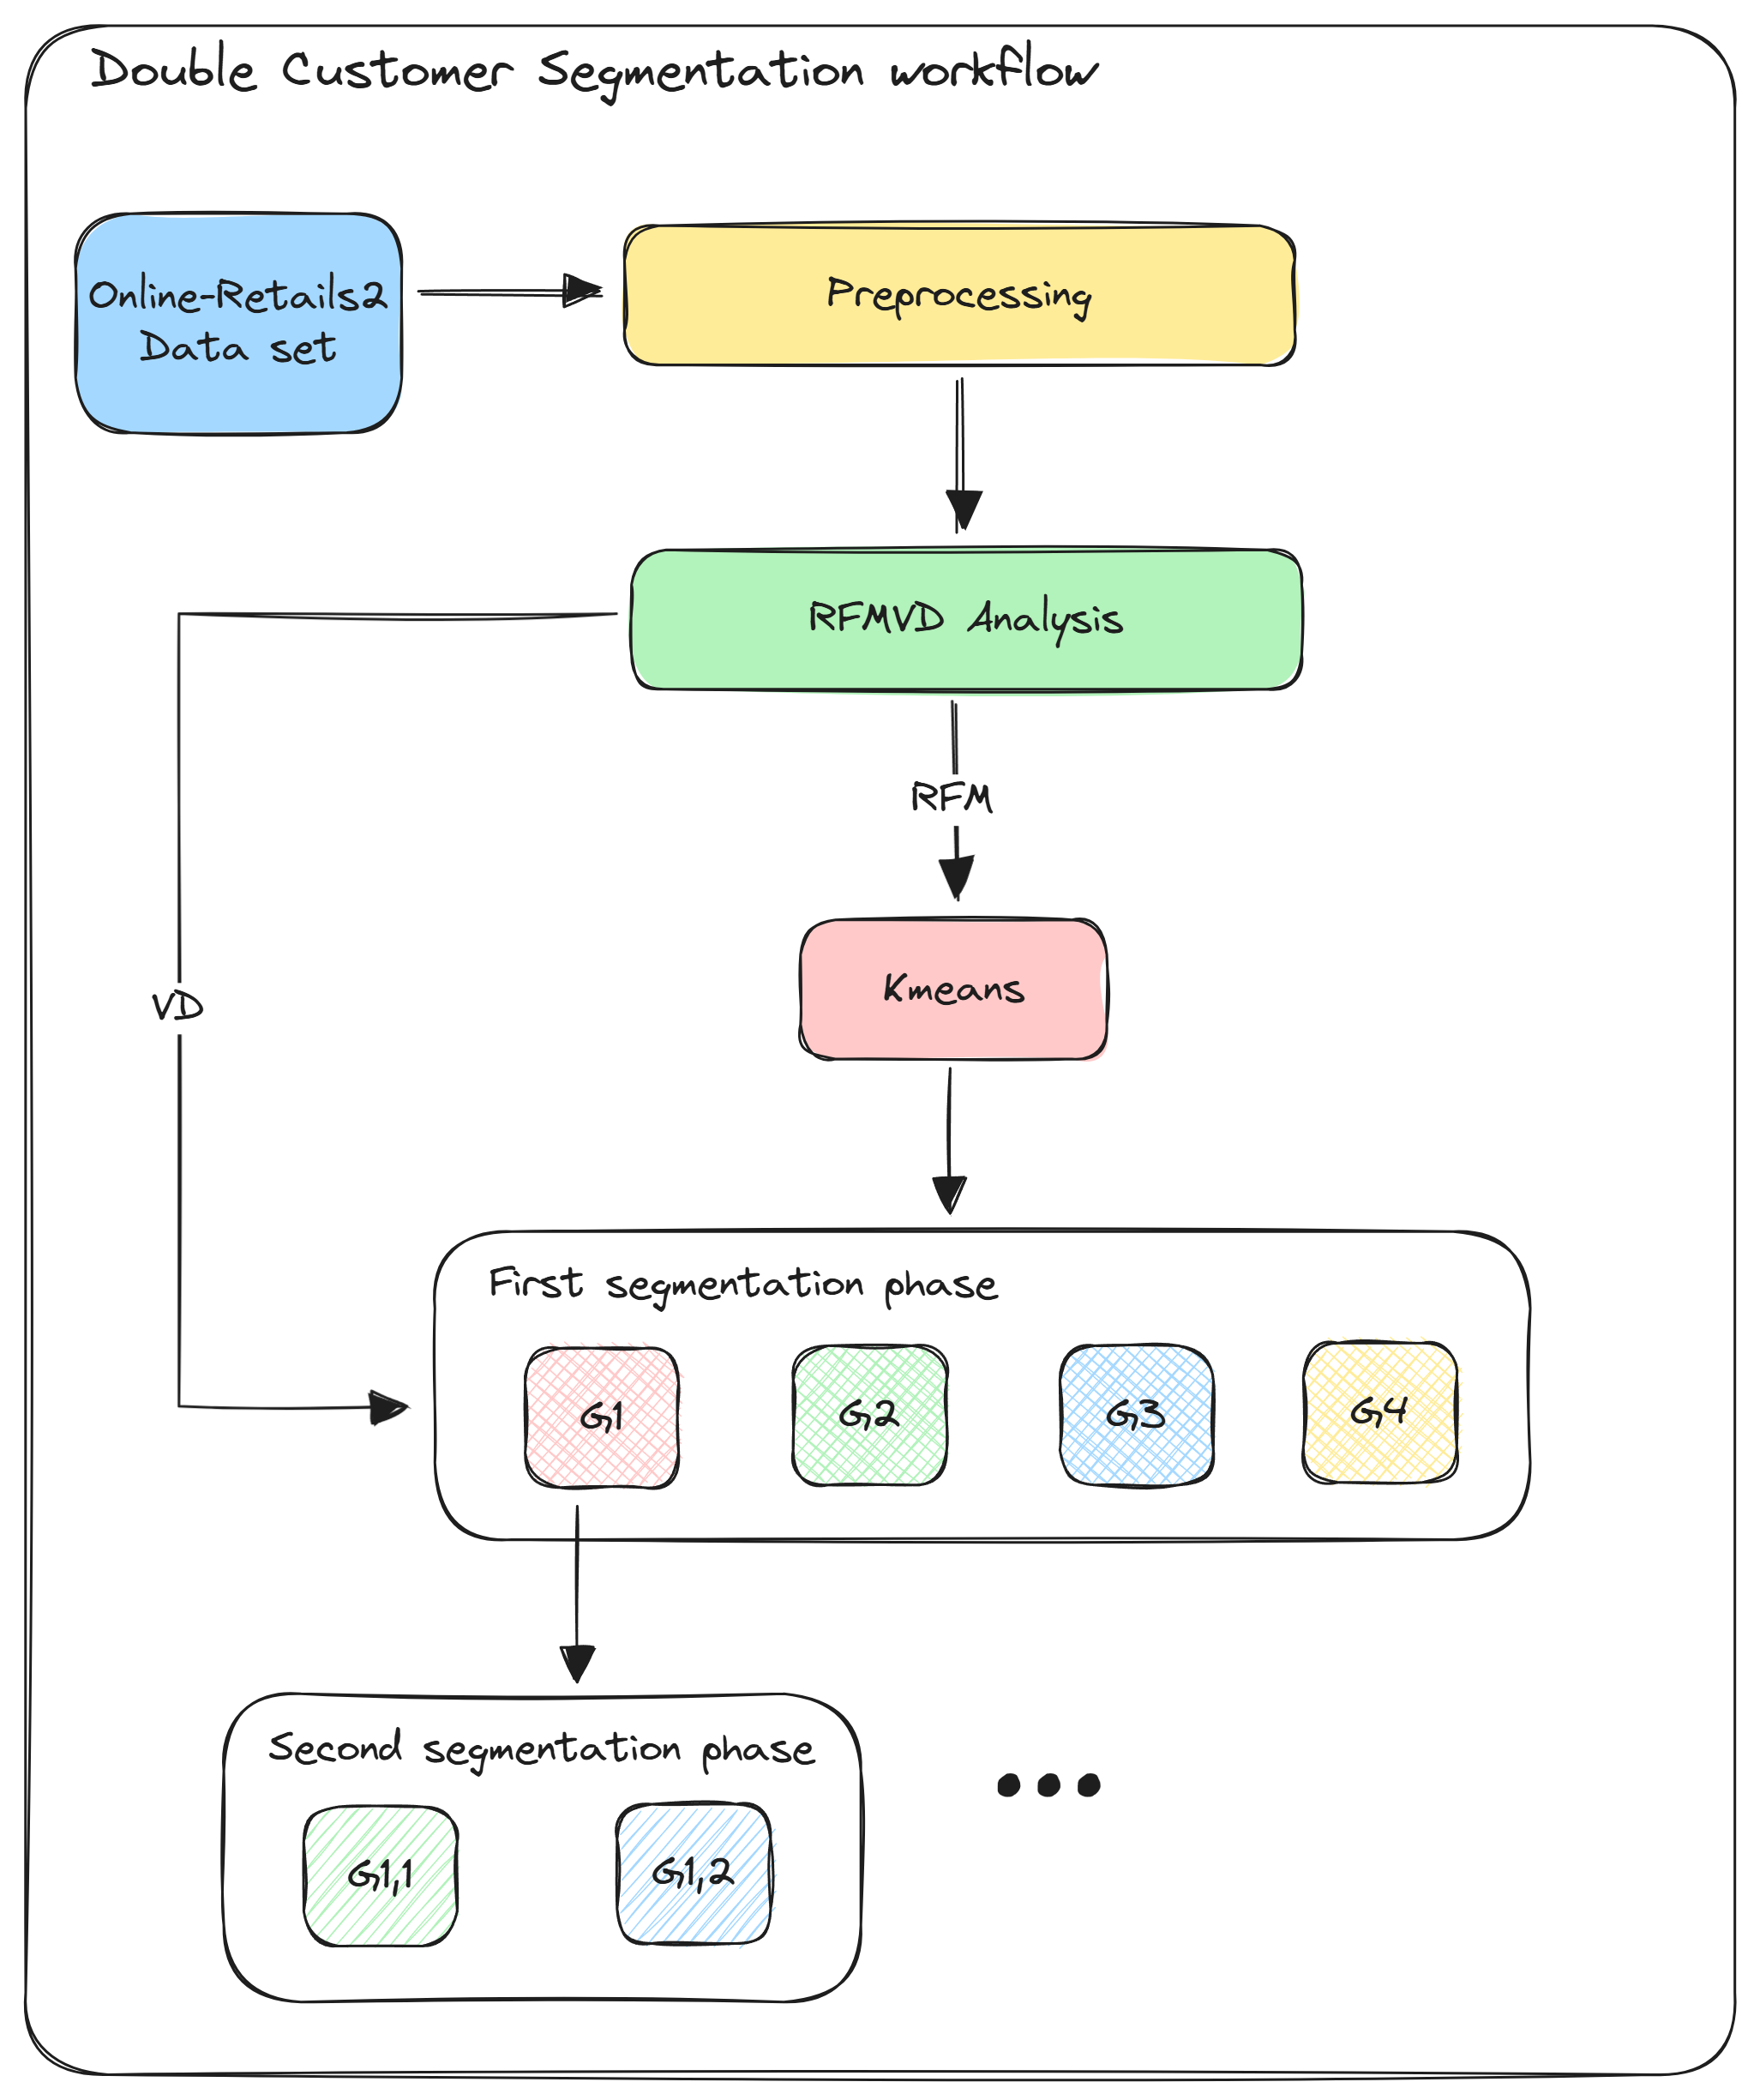 Double Customer Segmentation workflow
Online-Retails2
Data set
Preprocessing
RFMVD Analysis
RFM
Kmeans
VD
First segmentation phase
G1
G2
G3
G4
Second segmentation phase
G1,1
G1,2